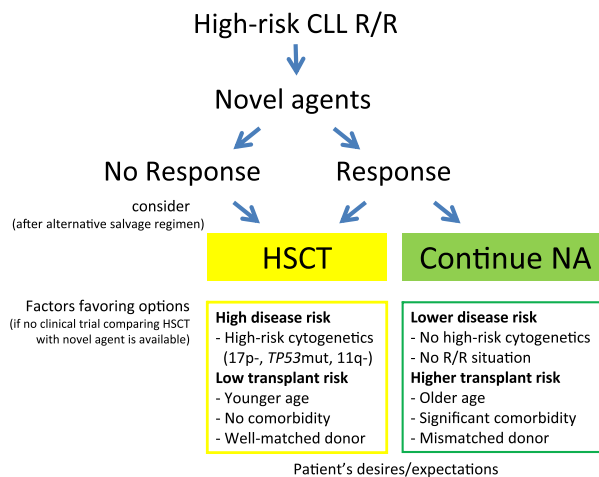 High-risk CLL R/R
Novel agents
No Response
Response
consider
(after alternative salvage regimen)
HSCT
Continue NA
Factors favoring options
(if no clinical trial comparing HSCT
with novel agent is available)
High disease risk
- High-risk cytogenetics
(17p-, TP53mut, 11q-)
Low transplant risk
- Younger age
- No comorbidity
- Well-matched donor
Lower disease risk
- No high-risk cytogenetics
- No R/R situation
Higher transplant risk
- Older age
- Significant comorbidity
- Mismatched donor
Patient's desires/expectations